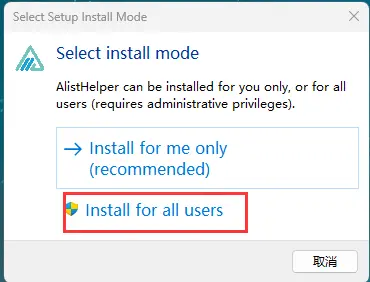 Select Setup Install Mode
Select install mode
AlistHelper can be installed for you only, or for all
users (requires administrative privileges).
Install for me only
(recommended)
Install for all users
取消